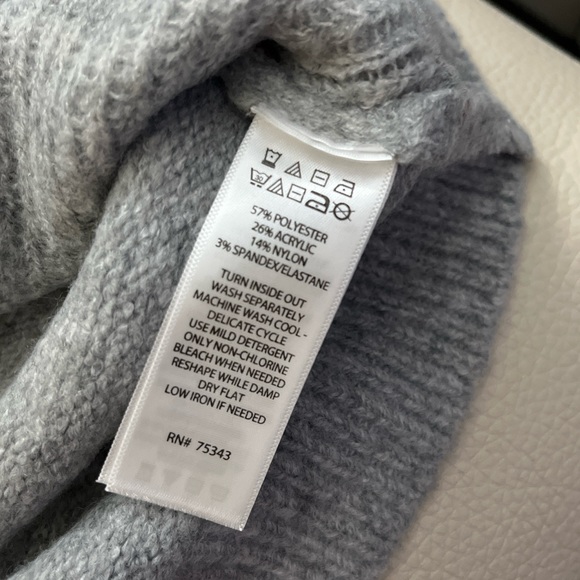 30
57% POLYESTER
26% ACRYLIC
14% NYLON
3% SPANDEX/ELASTANE
TURN INSIDE OUT
WASH SEPARATELY
MACHINE WASH COOL -
DELICATE CYCLE
USE MILD DETERGENT
ONLY NON-CHLORINE
BLEACH WHEN NEEDED
RESHAPE WHILE DAMP
DRY FLAT
LOW IRON IF NEEDED
RN# 75343